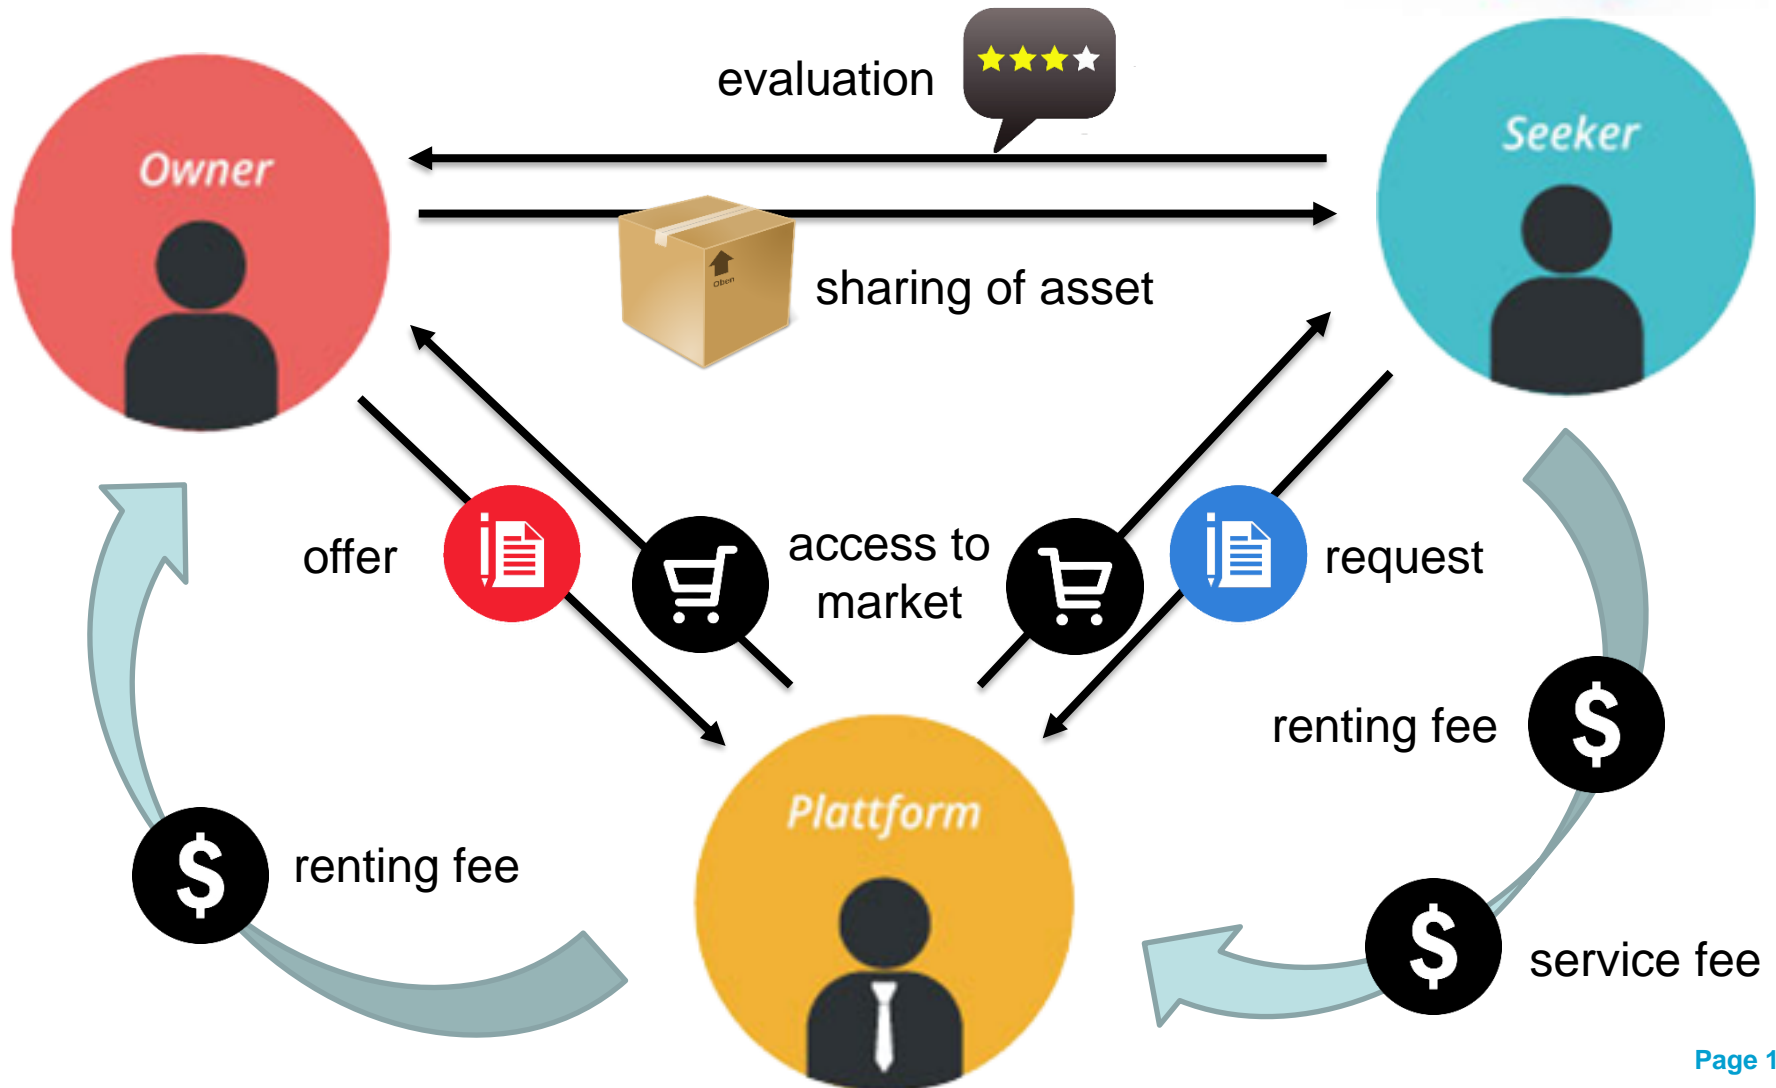 evaluation
Owner
Seeker
sharing of asset
Oben
offer
access to
market
request
renting fee
$
Plattform
$
renting fee
$
service fee
Page 1